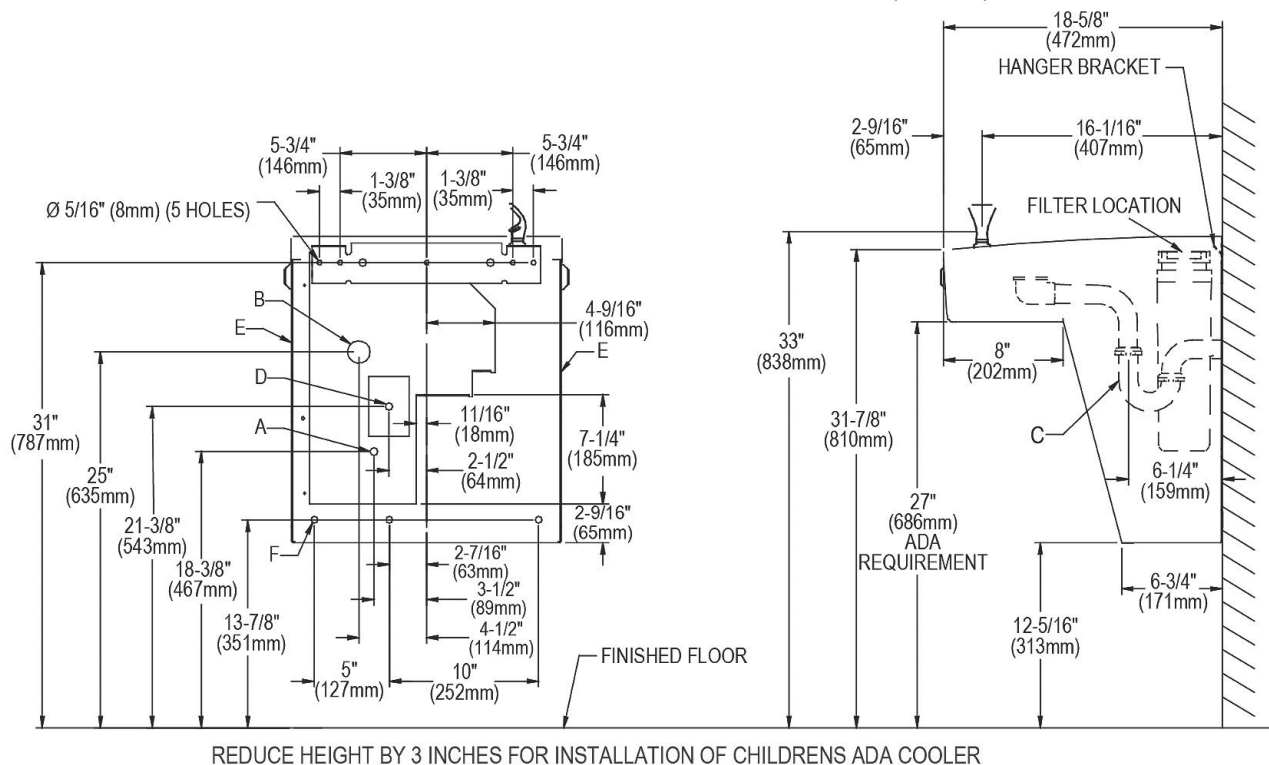 18-5/8"
(472mm)
HANGER BRACKET
2-9/16"
(65mm)
16-1/16"
(407mm)
FILTER LOCATION
5-3/4"
(146mm)
5-3/4"
(146mm)
1-3/8"
(35mm)
1-3/8"
(35mm)
Ø 5/16" (8mm) (5 HOLES)
B
E
D
A
F
E
4-9/16"
(116mm)
11/16"
(18mm)
7-1/4"
(185mm)
2-1/2"
(64mm)
2-9/16"
(65mm)
2-7/16"
(63mm)
3-1/2"
(89mm)
4-1/2"
(114mm)
31"
(787mm)
25"
(635mm)
21-3/8"
(543mm)
18-3/8"
(467mm)
13-7/8"
(351mm)
5"
(127mm)
10"
(252mm)
FINISHED FLOOR
33"
(838mm)
31-7/8"
(810mm)
8"
(202mm)
C
27"
(686mm)
ADA
REQUIREMENT
6-1/4"
(159mm)
6-3/4"
(171mm)
12-5/16"
(313mm)
REDUCE HEIGHT BY 3 INCHES FOR INSTALLATION OF CHILDRENS ADA COOLER